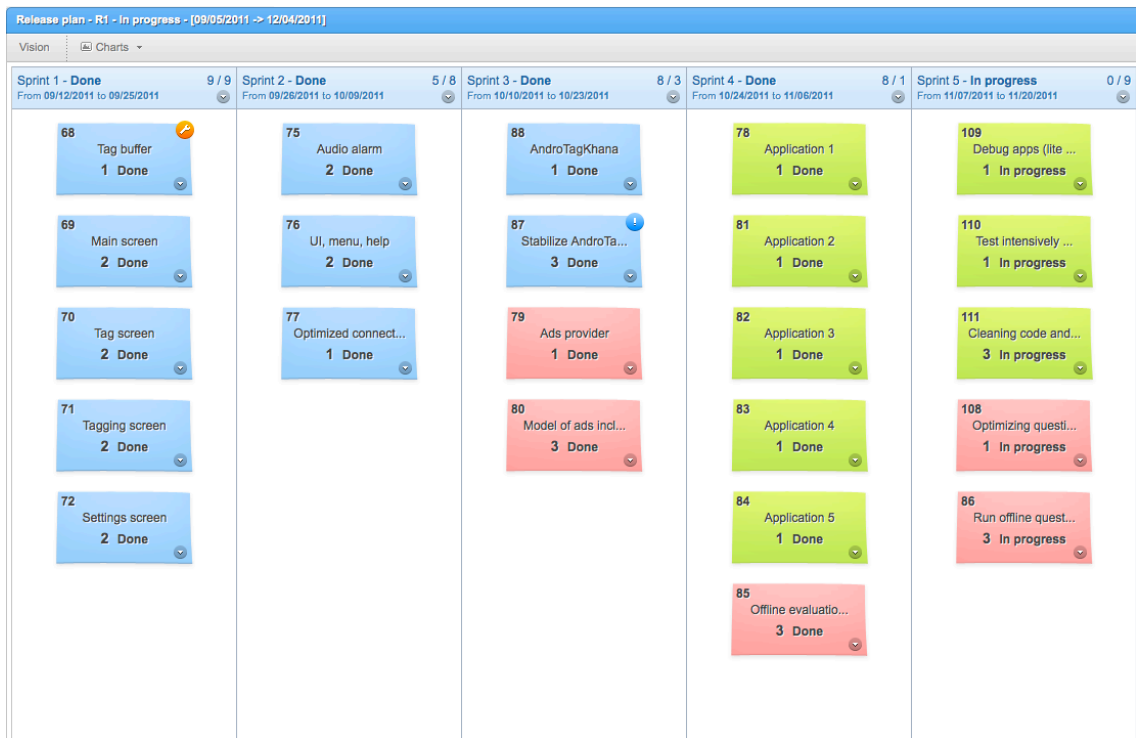 Release plan - R1 - In progress - [09/05/2011 -> 12/04/2011]
Vision
Charts
Sprint 1 - Done 9 / 9
From 09/12/2011 to 09/25/2011
68
Tag buffer
1 Done
69
Main screen
2 Done
70
Tag screen
2 Done
71
Tagging screen
2 Done
72
Settings screen
2 Done
Sprint 2 - Done 5 / 8
From 09/26/2011 to 10/09/2011
75
Audio alarm
2 Done
76
UI, menu, help
2 Done
77
Optimized connect...
1 Done
Sprint 3 - Done 8 / 3
From 10/10/2011 to 10/23/2011
88
AndroTagKhana
1 Done
87
Stabilize AndroTa...
3 Done
79
Ads provider
1 Done
80
Model of ads incl...
3 Done
Sprint 4 - Done 8 / 1
From 10/24/2011 to 11/06/2011
78
Application 1
1 Done
81
Application 2
1 Done
82
Application 3
1 Done
83
Application 4
1 Done
84
Application 5
1 Done
85
Offline evaluatio...
3 Done
Sprint 5 - In progress 0 / 9
From 11/07/2011 to 11/20/2011
109
Debug apps (lite ...
1 In progress
110
Test intensively ...
1 In progress
111
Cleaning code and...
3 In progress
108
Optimizing questi...
1 In progress
86
Run offline quest...
3 In progress